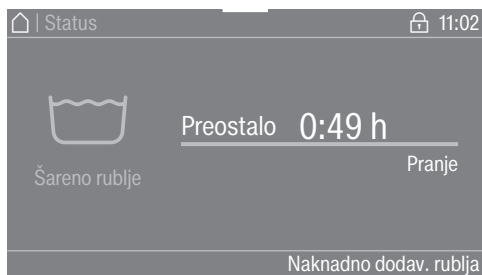 | Status 11:02
Preostalo 0:49 h
Šareno rublje
Pranje
Naknadno dodav. rublja